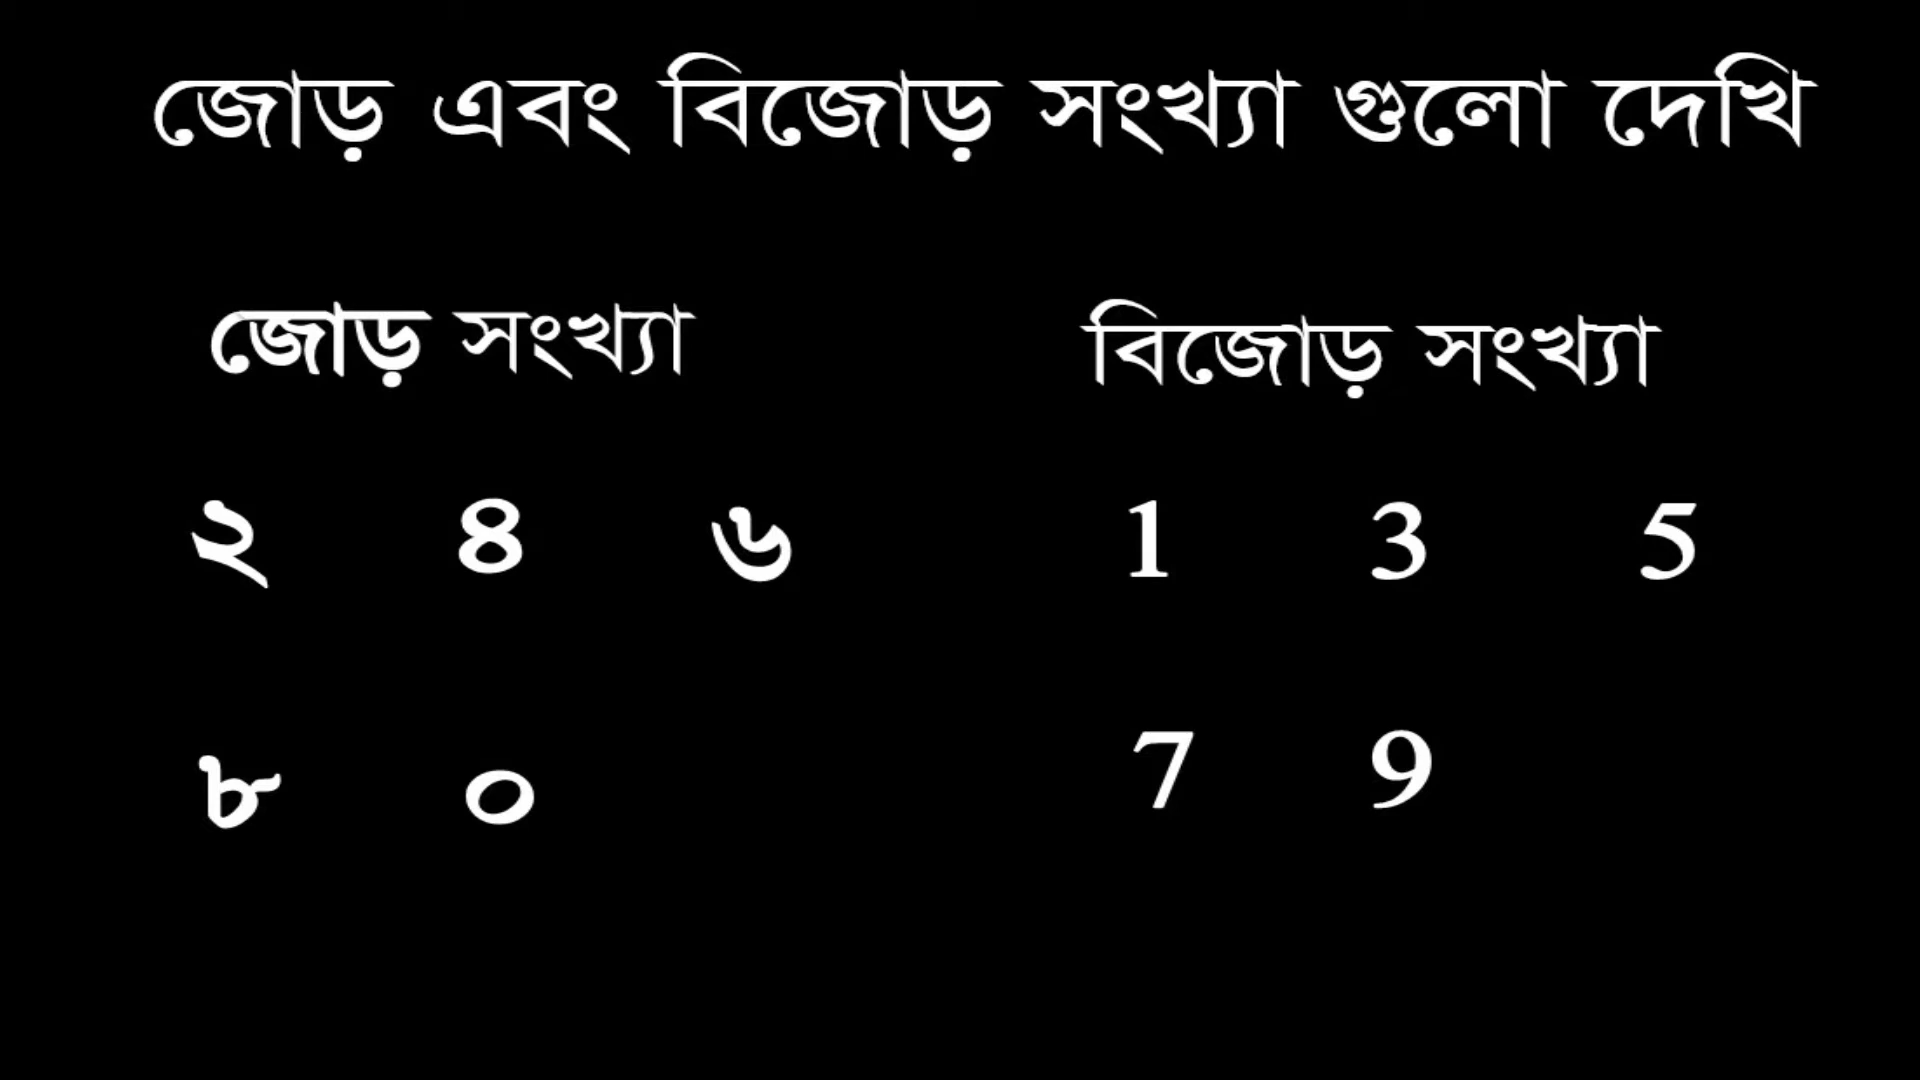 জোড় এবং বিজোড় সংখ্যা গুলো দেখি
জোড় সংখ্যা
২ ৪ ৬
৮ ০
বিজোড় সংখ্যা
1 3 5
7 9